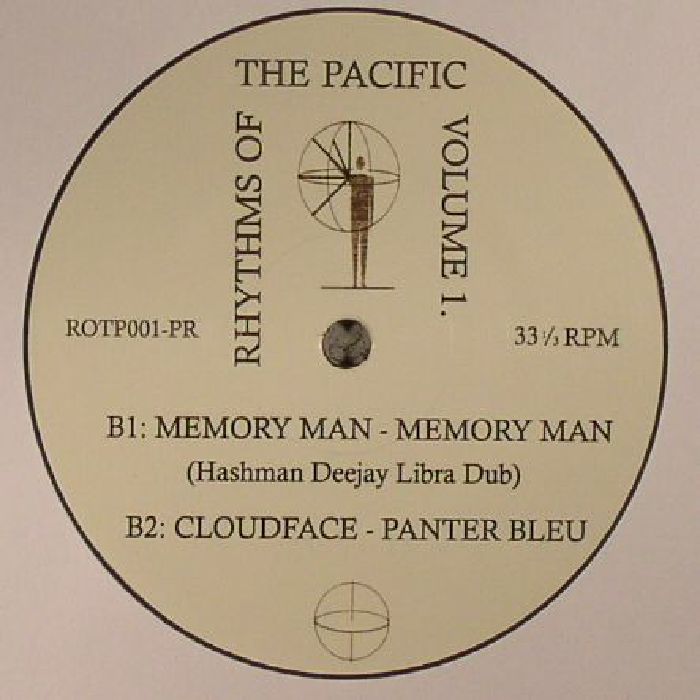 RHYTHMS OF
THE PACIFIC
VOLUME 1.
ROTP001-PR
33 1/3 RPM
B1: MEMORY MAN - MEMORY MAN
(Hashman Deejay Libra Dub)
B2: CLOUDFACE - PANTER BLEU